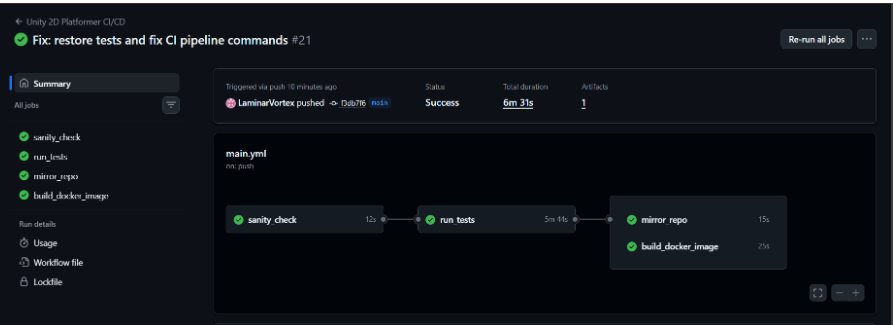 ← Unity 2D Platformer CI/CD
Fix: restore tests and fix CI pipeline commands #21
Re-run all jobs
Summary
All jobs
sanity_check
run_tests
mirror_repo
build_docker_image
Run details
Usage
Workflow file
Lockfile
Triggered via push 10 minutes ago
LaminarVortex pushed f3db7f6 main
Status
Success
Total duration
6m 31s
Artifacts
1
main.yml
on: push
sanity_check 12s
run_tests 5m 44s
mirror_repo 15s
build_docker_image 25s